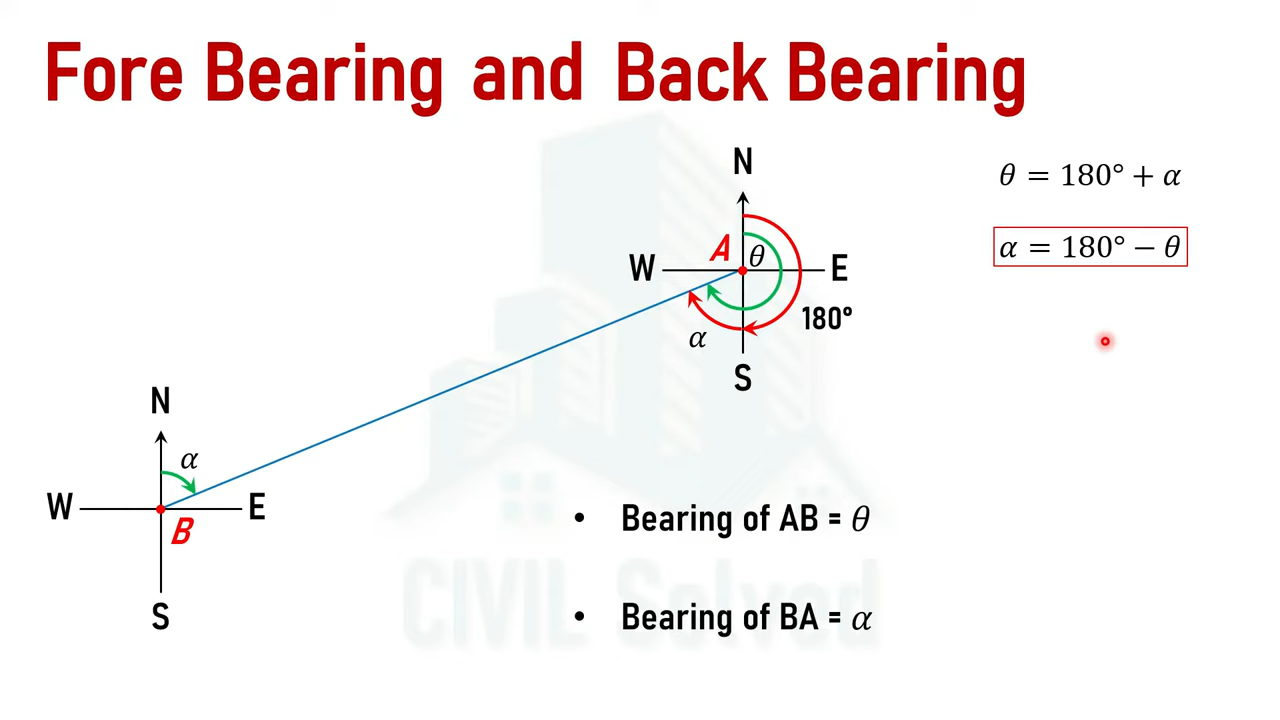 Fore Bearing and Back Bearing
N
W
A
θ
E
180°
α
S
θ = 180° + α
α = 180° − θ
N
α
W
E
B
S
• Bearing of AB = θ
• Bearing of BA = α
CIVIL Solved